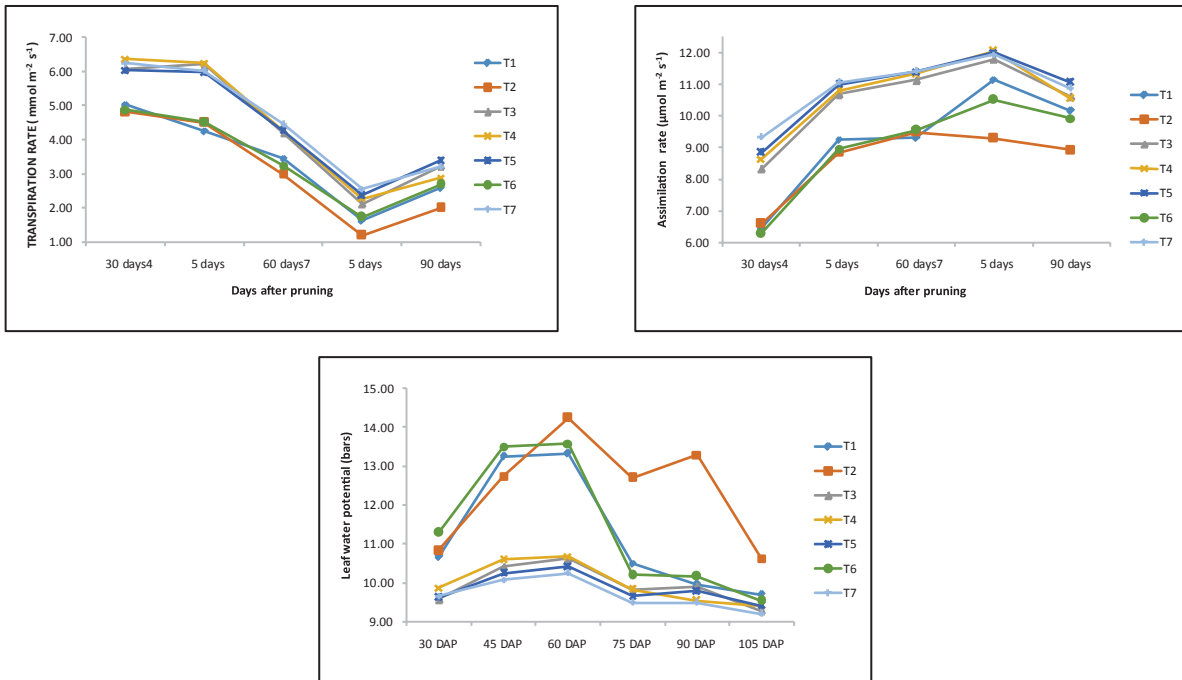 7.00
6.00
5.00
4.00
3.00
2.00
1.00
TRANSPIRATION RATE ( mmol m⁻² s⁻¹)
30 days4 5 days 60 days7 5 days 90 days
Days after pruning
T1
T2
T3
T4
T5
T6
T7
12.00
11.00
10.00
9.00
8.00
7.00
6.00
Assimilation rate (µmol m⁻² s⁻¹)
30 days4 5 days 60 days7 5 days 90 days
Days after pruning
T1
T2
T3
T4
T5
T6
T7
15.00
14.00
13.00
12.00
11.00
10.00
9.00
Leaf water potential (bars)
30 DAP 45 DAP 60 DAP 75 DAP 90 DAP 105 DAP
T1
T2
T3
T4
T5
T6
T7